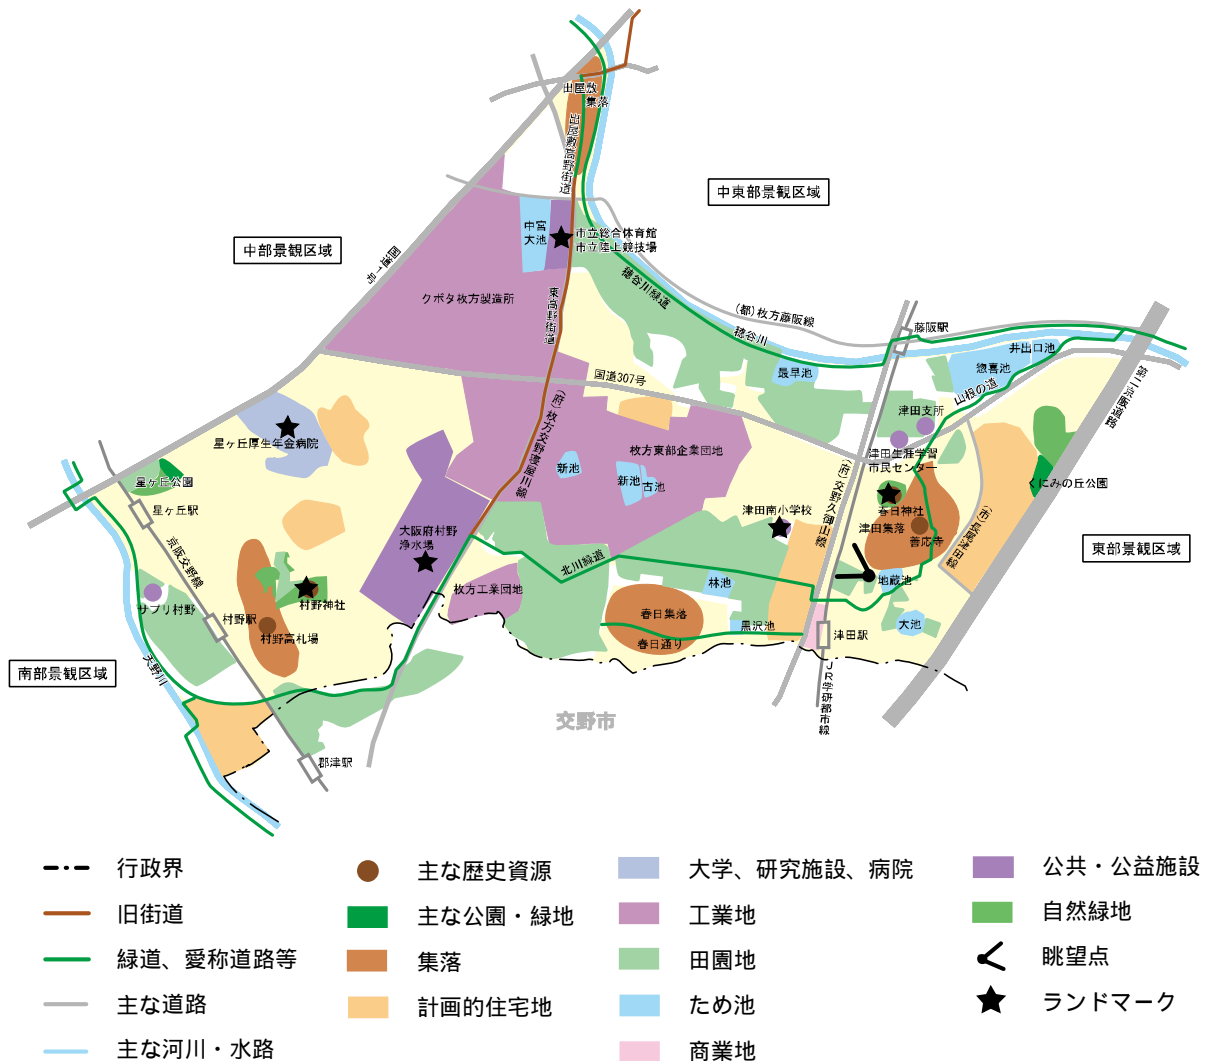 出屋敷
集落
出屋敷高野街道
中東部景観区域
中宮
大池
市立総合体育館
市立陸上競技場
中部景観区域
国道1号
クボタ枚方製造所
東高野街道
穂谷川緑道
(都)枚方藤阪線
穂谷川
藤阪駅
井出口池
惣喜池
最早池
国道307号
山根の道
第二京阪道路
(府)枚方交野寝屋川線
津田支所
星ヶ丘厚生年金病院
枚方東部企業団地
津田生涯学習
市民センター
新池
新池
古池
星ヶ丘公園
くにみの丘公園
(府)交野久御山線
春日神社
津田南小学校
津田集落
善応寺
(市)長尾津田線
星ヶ丘駅
大阪府村野
浄水場
東部景観区域
京阪交野線
北川緑道
枚方工業団地
林池
地蔵池
サプリ村野
村野神社
村野駅
村野高札場
春日集落
春日通り
黒沢池
津田駅
大池
南部景観区域
天野川
JR学研都市線
交野市
郡津駅
行政界
主な歴史資源
大学、研究施設、病院
公共・公益施設
旧街道
主な公園・緑地
工業地
自然緑地
緑道、愛称道路等
集落
田園地
眺望点
主な道路
計画的住宅地
ため池
ランドマーク
主な河川・水路
商業地